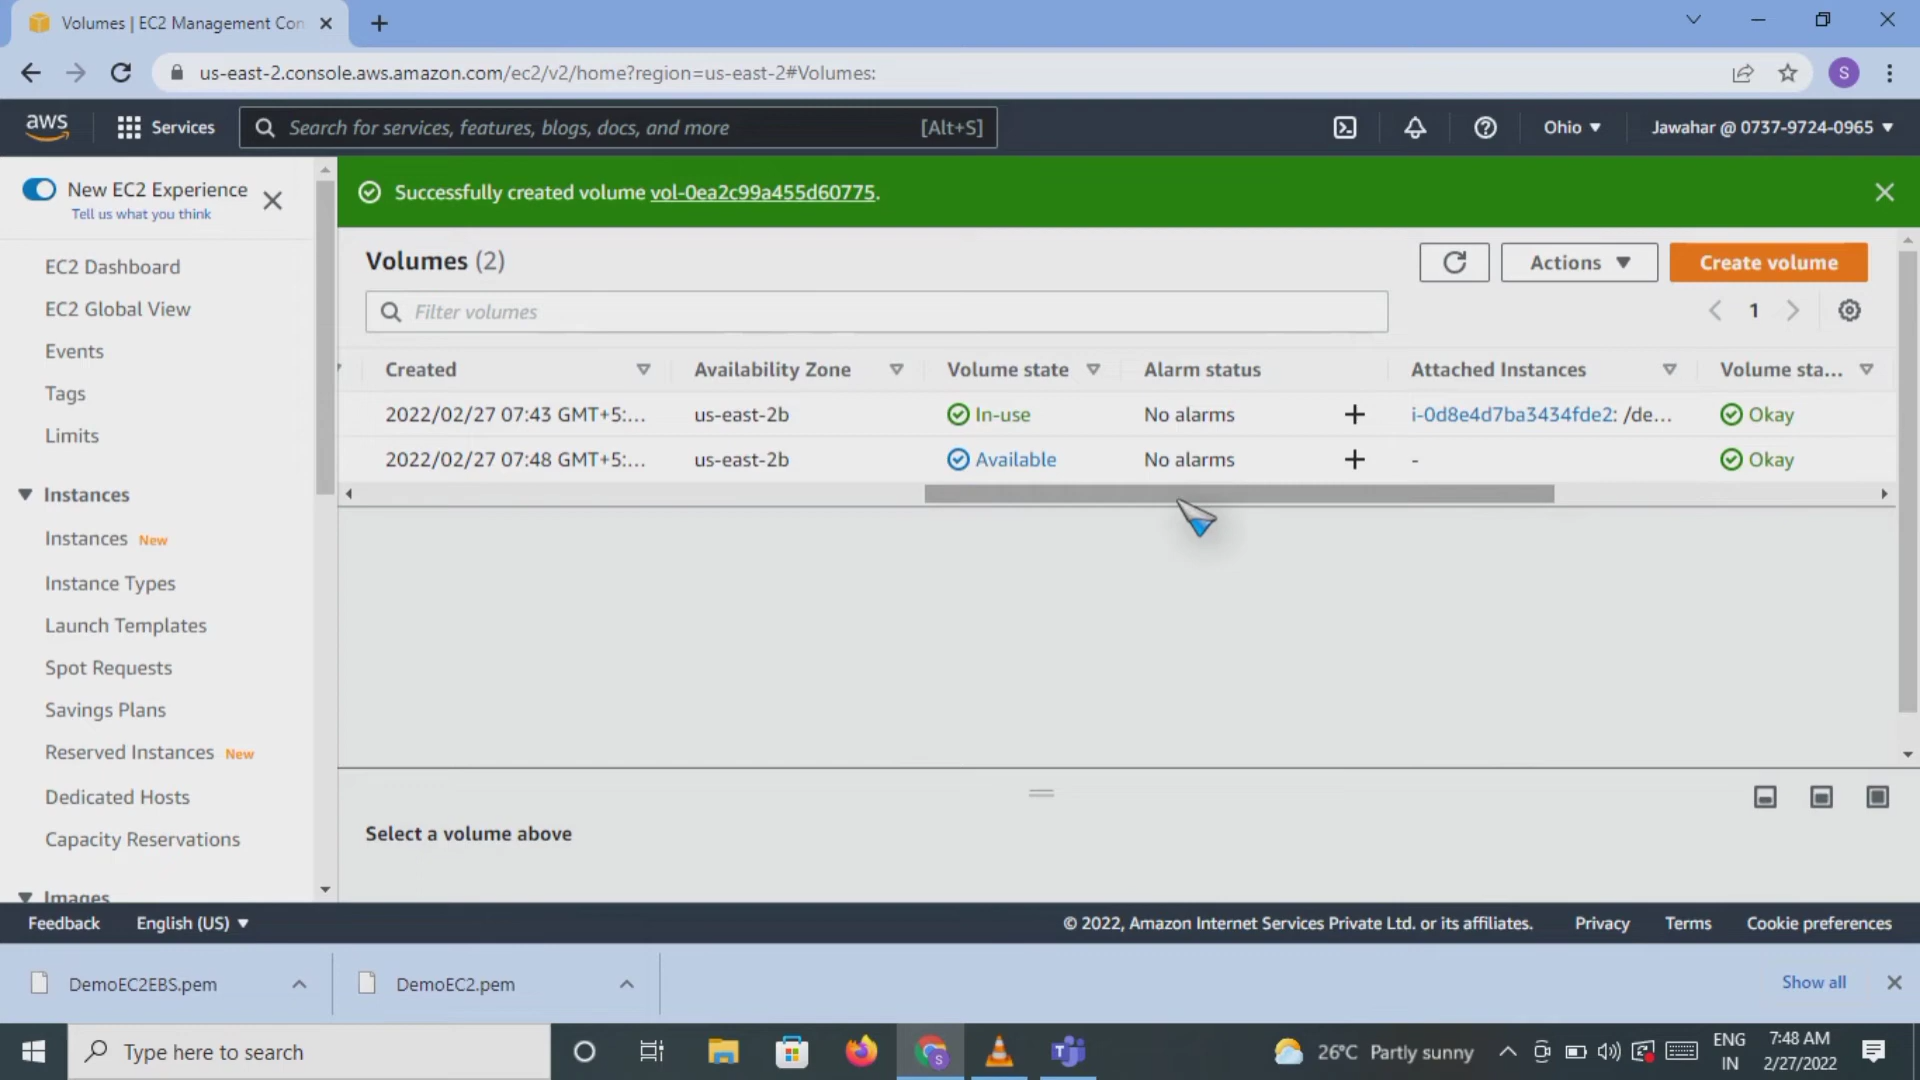 Volumes | EC2 Management Con
us-east-2.console.aws.amazon.com/ec2/v2/home?region=us-east-2#Volumes:
S
aws
Services
Search for services, features, blogs, docs, and more
[Alt+S]
Ohio
Jawahar @ 0737-9724-0965
New EC2 Experience
Tell us what you think
Successfully created volume vol-0ea2c99a455d60775.
EC2 Dashboard
EC2 Global View
Events
Tags
Limits
Instances
Instances New
Instance Types
Launch Templates
Spot Requests
Savings Plans
Reserved Instances New
Dedicated Hosts
Capacity Reservations
Images
Volumes (2)
Actions
Create volume
Filter volumes
1
Created Availability Zone Volume state Alarm status Attached Instances Volume sta...
2022/02/27 07:43 GMT+5:... us-east-2b In-use No alarms + i-0d8e4d7ba3434fde2: /de... Okay
2022/02/27 07:48 GMT+5:... us-east-2b Available No alarms + - Okay
Select a volume above
Feedback
English (US)
© 2022, Amazon Internet Services Private Ltd. or its affiliates.
Privacy
Terms
Cookie preferences
DemoEC2EBS.pem
DemoEC2.pem
Show all
Type here to search
26°C Partly sunny
ENG
IN
7:48 AM
2/27/2022